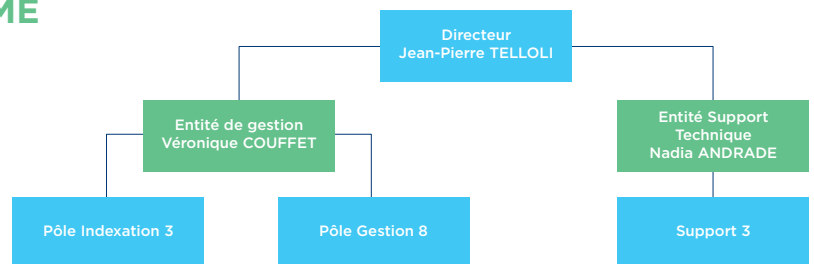 ME
Directeur
Jean-Pierre TELLOLI
Entité de gestion
Véronique COUFFET
Entité Support
Technique
Nadia ANDRADE
Pôle Indexation 3
Pôle Gestion 8
Support 3